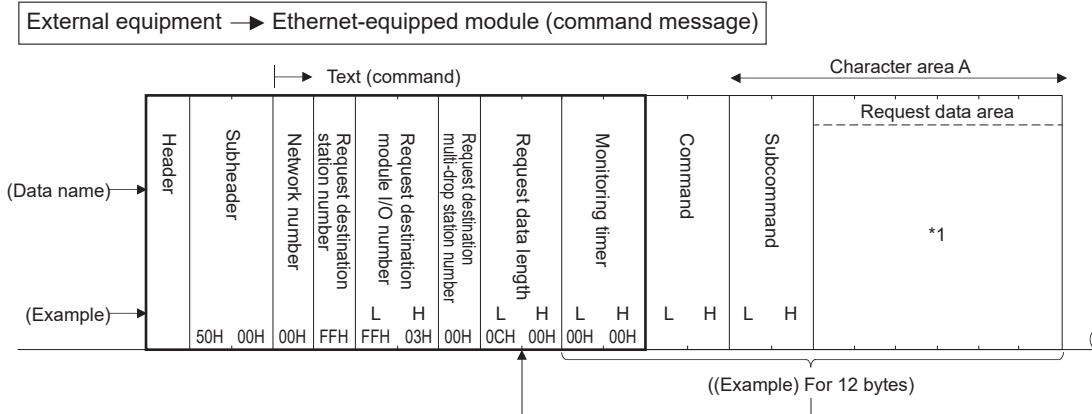 External equipment → Ethernet-equipped module (command message)
Text (command)
Character area A
Header
Subheader
Network number
Request destination
station number
Request destination
module I/O number
Request destination
multi-drop station number
Request data length
Monitoring timer
Command
Subcommand
Request data area
(Data name)
*1
(Example)
L H L H L H L H L H
50H 00H 00H FFH FFH 03H 00H 0CH 00H 00H 00H
((Example) For 12 bytes)